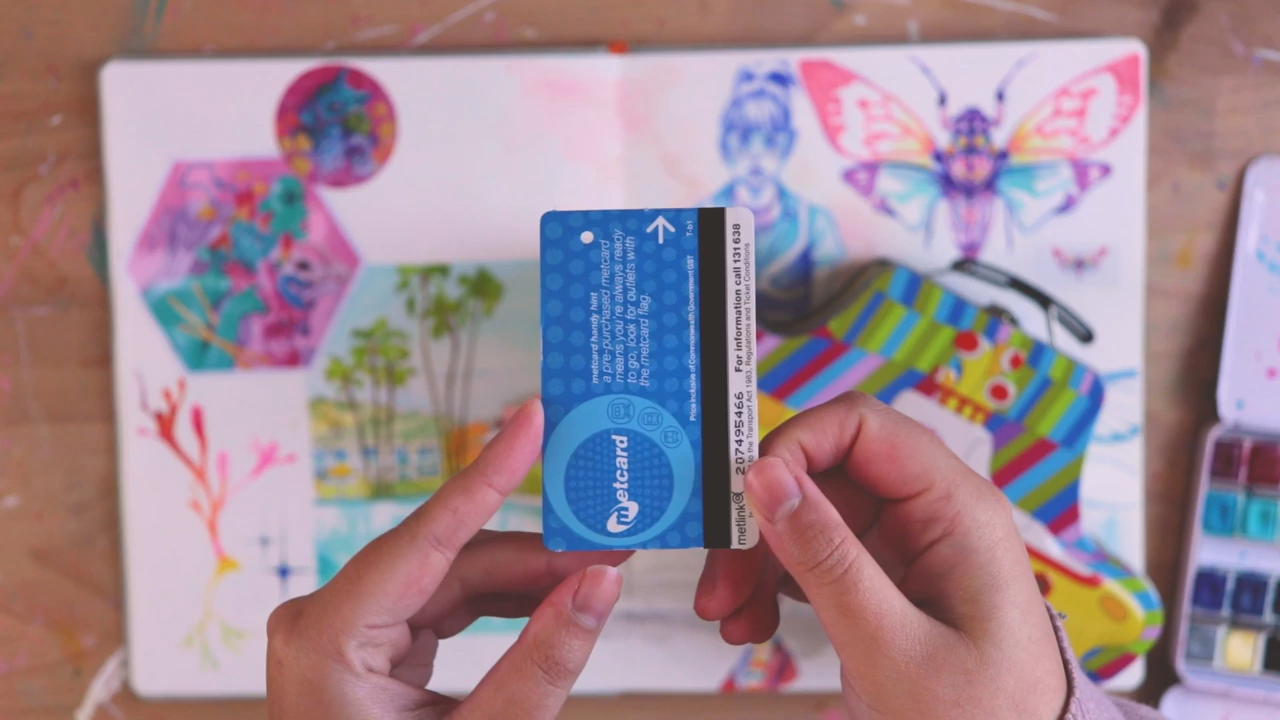 metcard handy hint
a pre-purchased metcard
means you're always ready
to go, look for outlets with
the metcard flag.
Price inclusive of Commonwealth Government GST
T-b1
metcard
metlink
207495466
For information call 131 638
to the Transport Act 1983, Regulations and Ticket Conditions